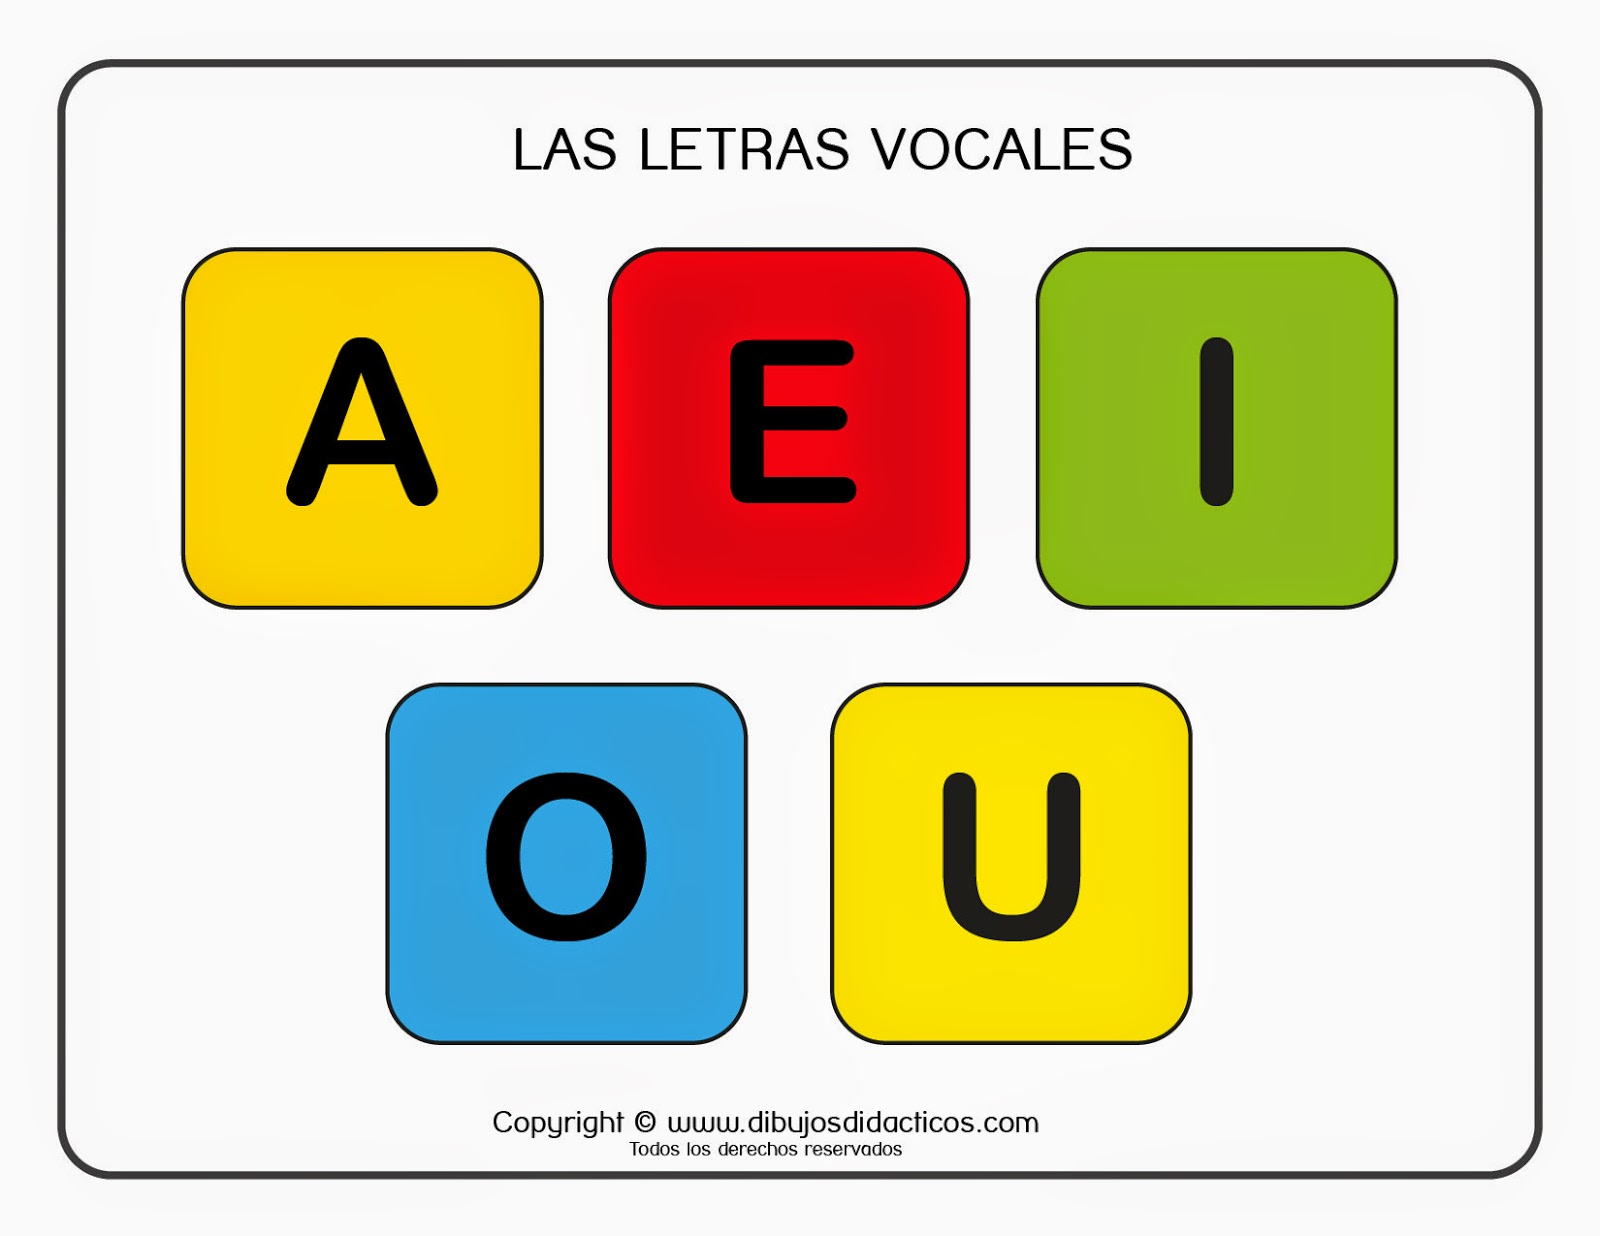 LAS LETRAS VOCALES
A E I
O U
Copyright © www.dibujosdidacticos.com
Todos los derechos reservados